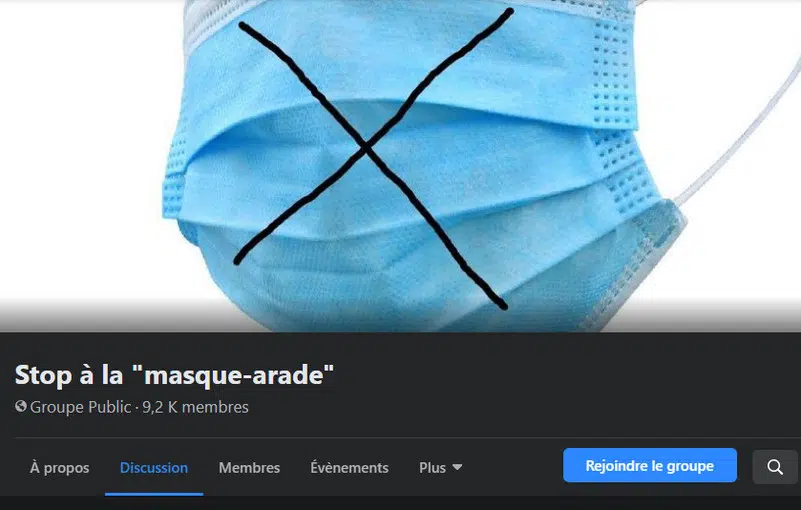 Stop à la "masque-arade"
Groupe Public · 9,2 K membres
À propos Discussion Membres Évènements Plus Rejoindre le groupe